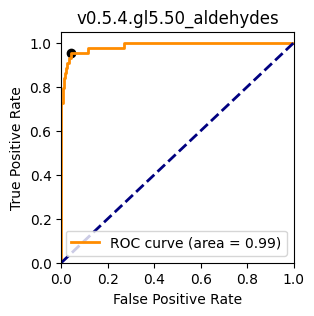 v0.5.4.gl5.50_aldehydes
1.0
0.8
0.6
0.4
0.2
0.0
True Positive Rate
ROC curve (area = 0.99)
0.0 0.2 0.4 0.6 0.8 1.0
False Positive Rate